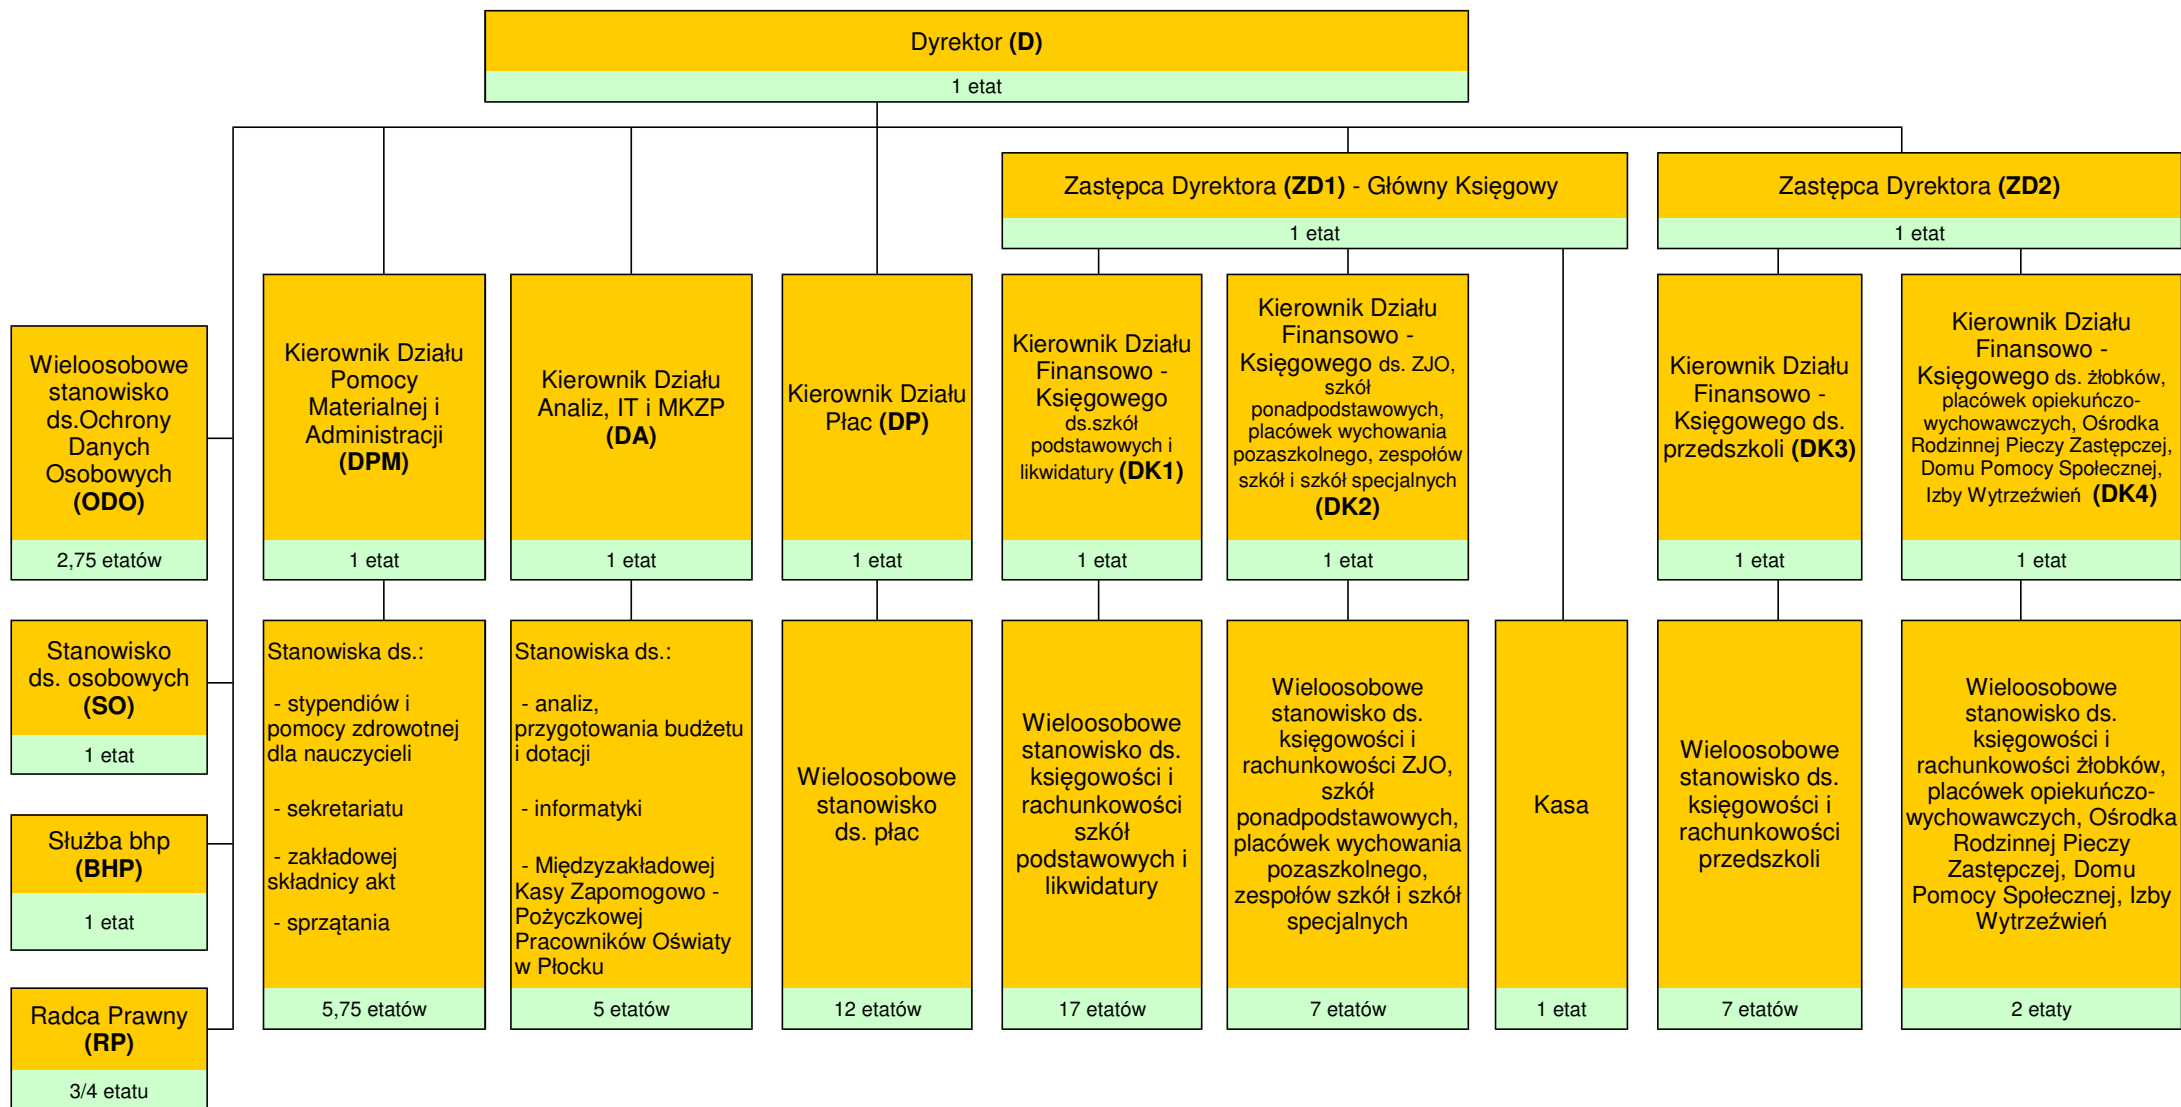 Dyrektor (D)
1 etat
Zastępca Dyrektora (ZD1) - Główny Księgowy
1 etat
Zastępca Dyrektora (ZD2)
1 etat
Wieloosobowe
stanowisko
ds.Ochrony
Danych
Osobowych
(ODO)
2,75 etatów
Kierownik Działu
Pomocy
Materialnej i
Administracji
(DPM)
1 etat
Kierownik Działu
Analiz, IT i MKZP
(DA)
1 etat
Kierownik Działu
Płac (DP)
1 etat
Kierownik Działu
Finansowo -
Księgowego
ds.szkół
podstawowych i
likwidatury (DK1)
1 etat
Kierownik Działu
Finansowo -
Księgowego ds. ZJO,
szkół
ponadpodstawowych,
placówek wychowania
pozaszkolnego, zespołów
szkół i szkół specjalnych
(DK2)
1 etat
Kierownik Działu
Finansowo -
Księgowego ds.
przedszkoli (DK3)
1 etat
Kierownik Działu
Finansowo -
Księgowego ds. żłobków,
placówek opiekuńczo-
wychowawczych, Ośrodka
Rodzinnej Pieczy Zastępczej,
Domu Pomocy Społecznej,
Izby Wytrzeźwień (DK4)
1 etat
Stanowisko
ds. osobowych
(SO)
1 etat
Służba bhp
(BHP)
1 etat
Radca Prawny
(RP)
3/4 etatu
Stanowiska ds.:
- stypendiów i
pomocy zdrowotnej
dla nauczycieli
- sekretariatu
- zakładowej
składnicy akt
- sprzątania
5,75 etatów
Stanowiska ds.:
- analiz,
przygotowania budżetu
i dotacji
- informatyki
- Międzyzakładowej
Kasy Zapomogowo -
Pożyczkowej
Pracowników Oświaty
w Płocku
5 etatów
Wieloosobowe
stanowisko
ds. płac
12 etatów
Wieloosobowe
stanowisko ds.
księgowości i
rachunkowości
szkół
podstawowych i
likwidatury
17 etatów
Wieloosobowe
stanowisko ds.
księgowości i
rachunkowości ZJO,
szkół
ponadpodstawowych,
placówek wychowania
pozaszkolnego,
zespołów szkół i szkół
specjalnych
7 etatów
Kasa
1 etat
Wieloosobowe
stanowisko ds.
księgowości i
rachunkowości
przedszkoli
7 etatów
Wieloosobowe
stanowisko ds.
księgowości i
rachunkowości żłobków,
placówek opiekuńczo-
wychowawczych, Ośrodka
Rodzinnej Pieczy
Zastępczej, Domu
Pomocy Społecznej, Izby
Wytrzeźwień
2 etaty